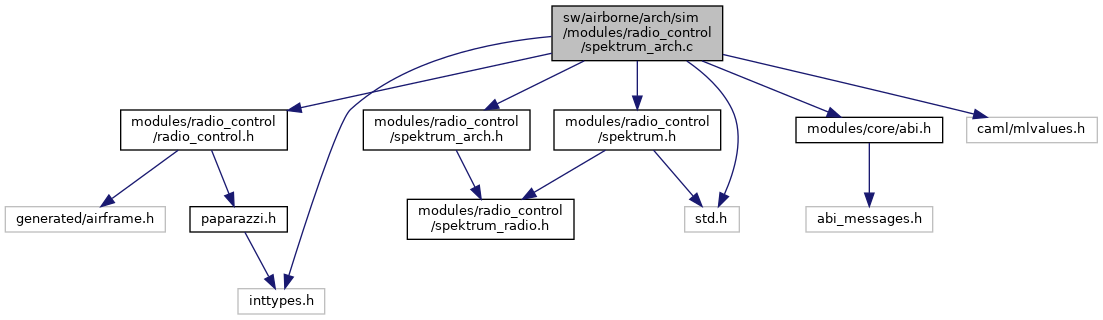 sw/airborne/arch/sim
/modules/radio_control
/spektrum_arch.c
modules/radio_control
/radio_control.h
modules/radio_control
/spektrum_arch.h
modules/radio_control
/spektrum.h
modules/core/abi.h
caml/mlvalues.h
generated/airframe.h
paparazzi.h
modules/radio_control
/spektrum_radio.h
std.h
abi_messages.h
inttypes.h